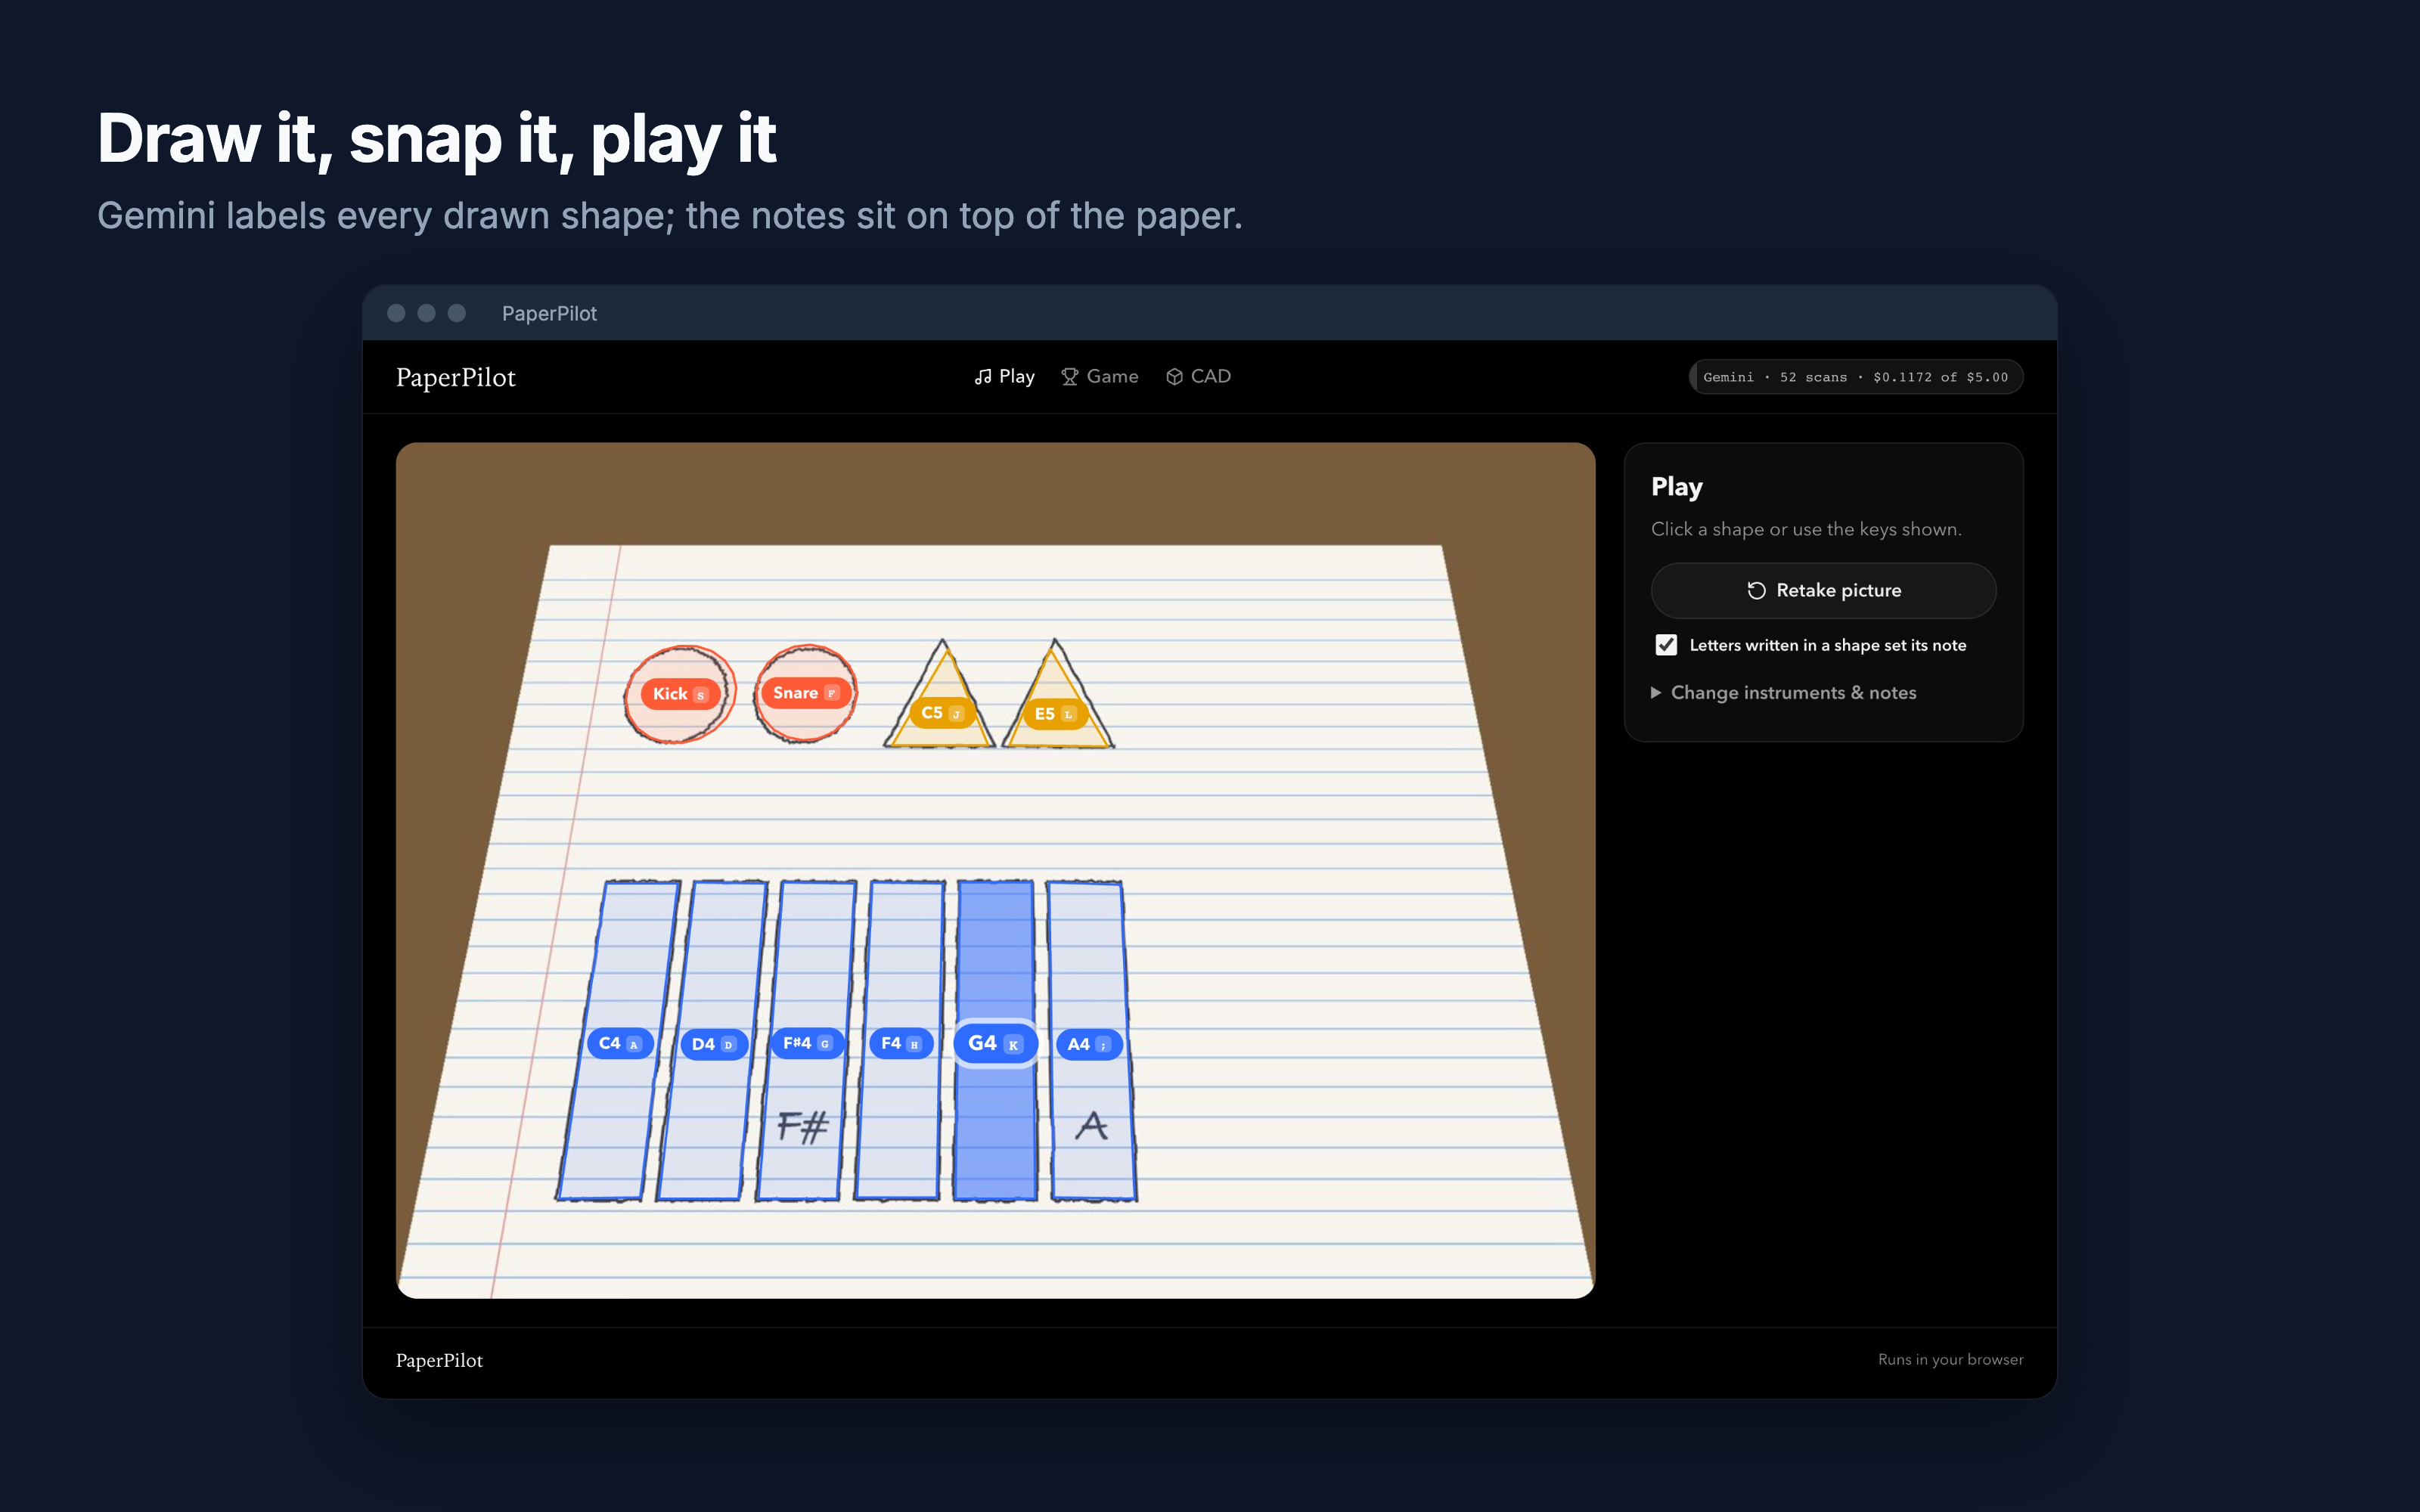 Draw it, snap it, play it
Gemini labels every drawn shape; the notes sit on top of the paper.
PaperPilot
PaperPilot
Play
Game
CAD
Gemini · 52 scans · $0.1172 of $5.00
Kick S
Snare F
C5 J
E5 L
C4 A
D4 D
F#4 G
F4 H
G4 K
A4 ;
F#
A
Play
Click a shape or use the keys shown.
Retake picture
Letters written in a shape set its note
Change instruments & notes
PaperPilot
Runs in your browser